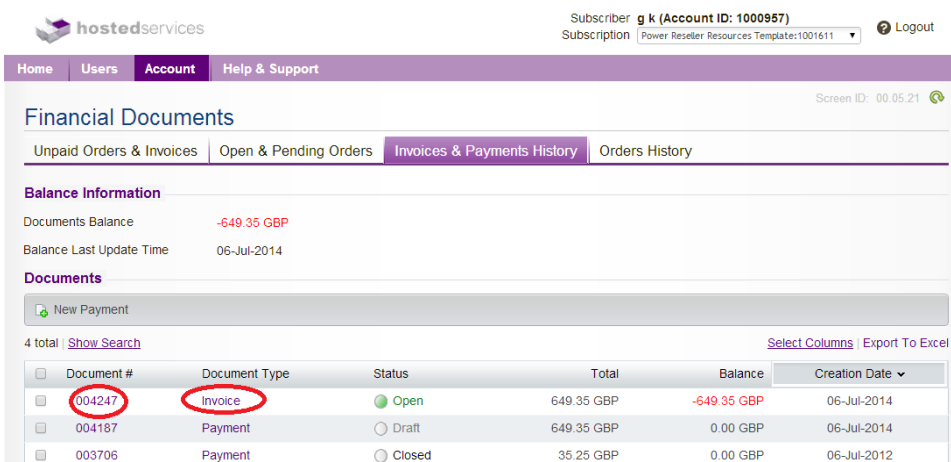 hostedservices
Subscriber g k (Account ID: 1000957)
Subscription Power Reseller Resources Template:1001611
Logout
Home Users Account Help & Support
Screen ID: 00.05.21
Financial Documents
Unpaid Orders & Invoices Open & Pending Orders Invoices & Payments History Orders History
Balance Information
Documents Balance -649.35 GBP
Balance Last Update Time 06-Jul-2014
Documents
New Payment
4 total | Show Search Select Columns | Export To Excel
Document # Document Type Status Total Balance Creation Date
004247 Invoice Open 649.35 GBP -649.35 GBP 06-Jul-2014
004187 Payment Draft 649.35 GBP 0.00 GBP 06-Jul-2014
003706 Payment Closed 35.25 GBP 0.00 GBP 06-Jul-2012